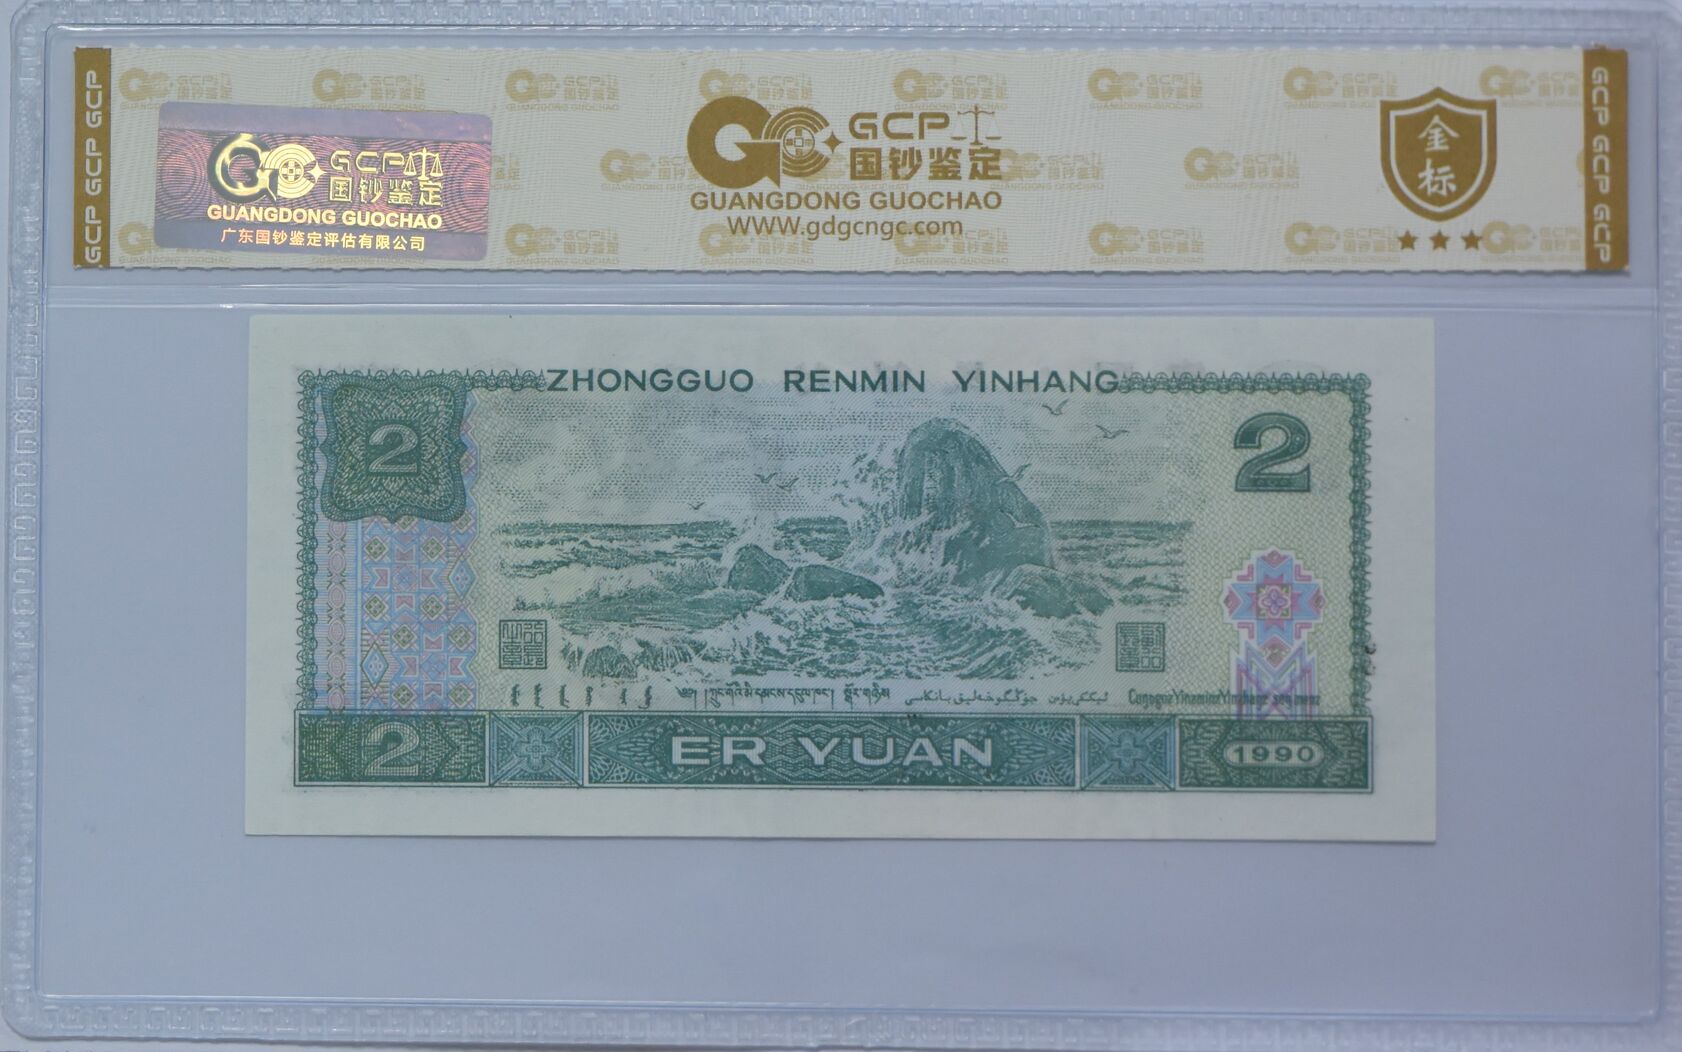 GCP GCP GCP
GCP
国钞鉴定
GUANGDONG GUOCHAO
广东国钞鉴定评估有限公司
GCP
国钞鉴定
GUANGDONG GUOCHAO
WWW.gdgcngc.com
金标
GCP GCP GCP
ZHONGGUO RENMIN YINHANG
2
2
2
ER YUAN
1990